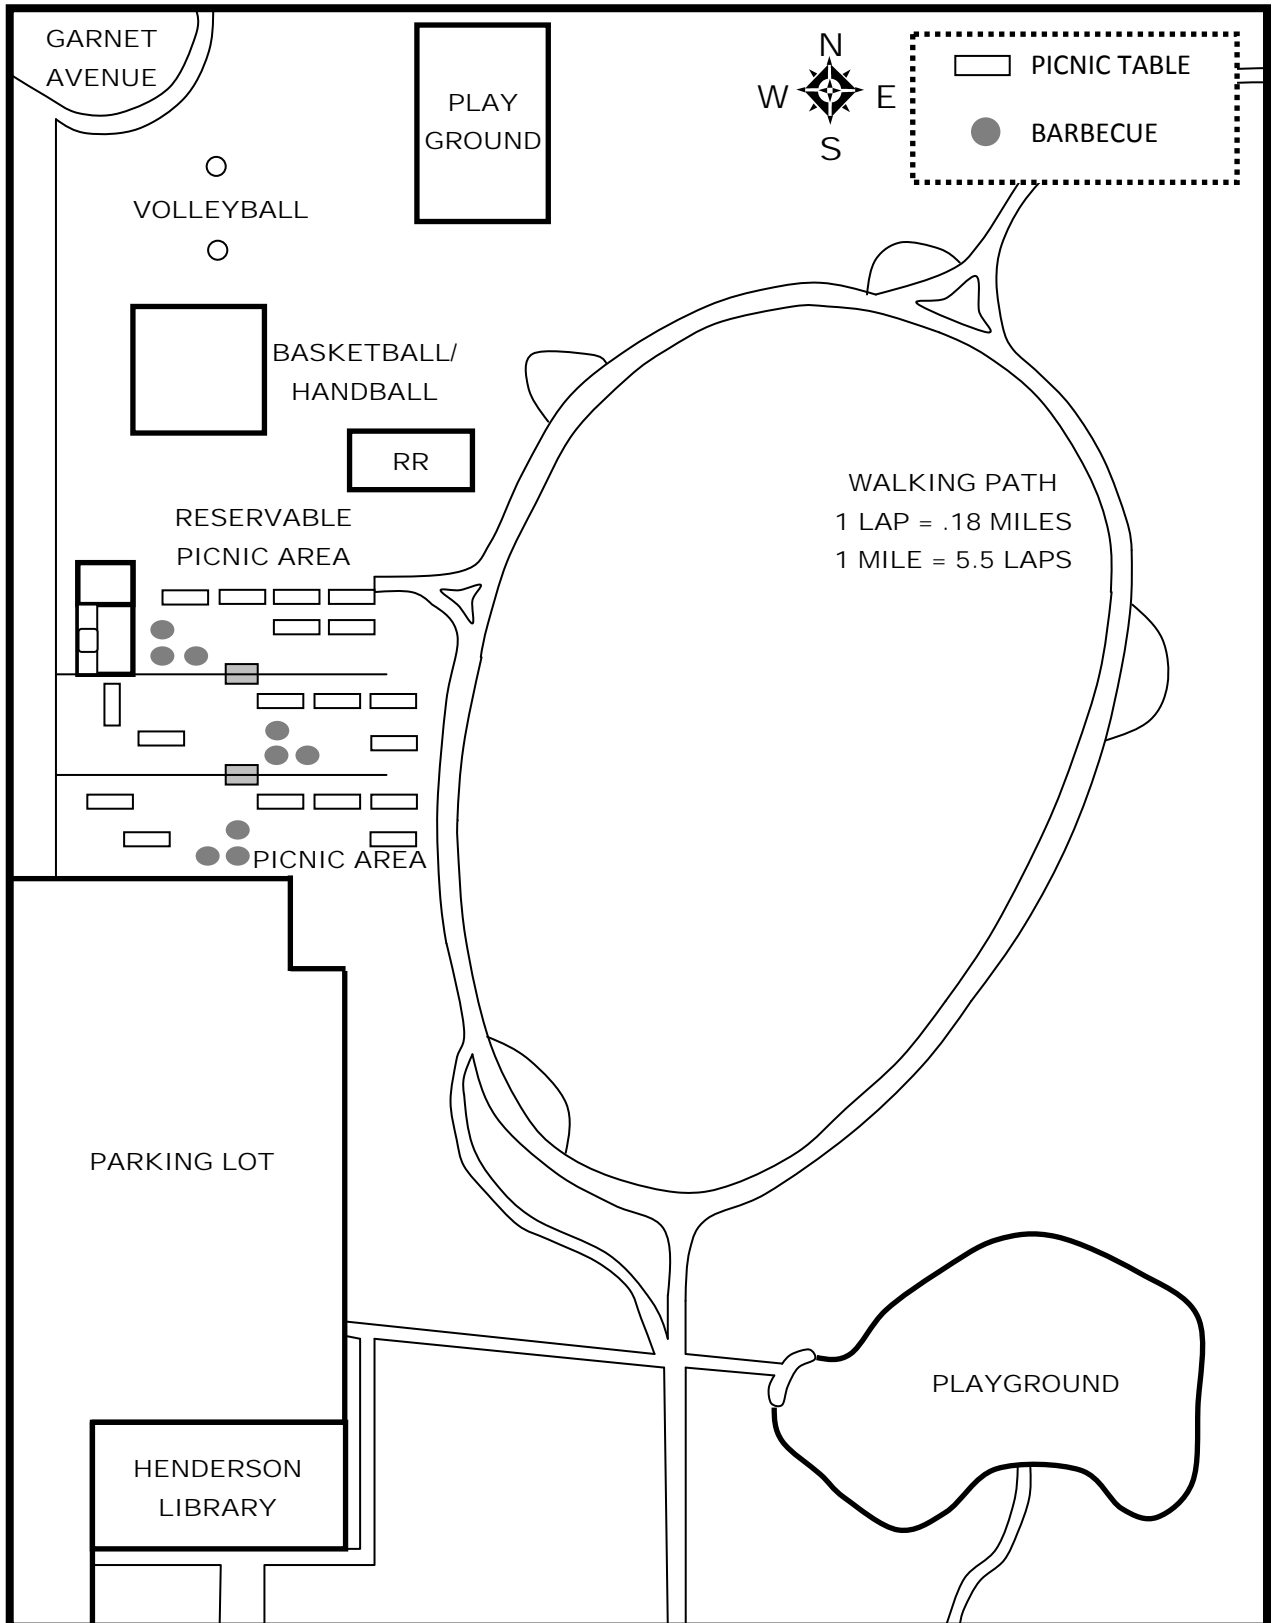 GARNET
AVENUE
PLAY
GROUND
N
W
E
S
PICNIC TABLE
BARBECUE
VOLLEYBALL
BASKETBALL/
HANDBALL
RR
WALKING PATH
1 LAP = .18 MILES
1 MILE = 5.5 LAPS
RESERVABLE
PICNIC AREA
PICNIC AREA
PARKING LOT
PLAYGROUND
HENDERSON
LIBRARY